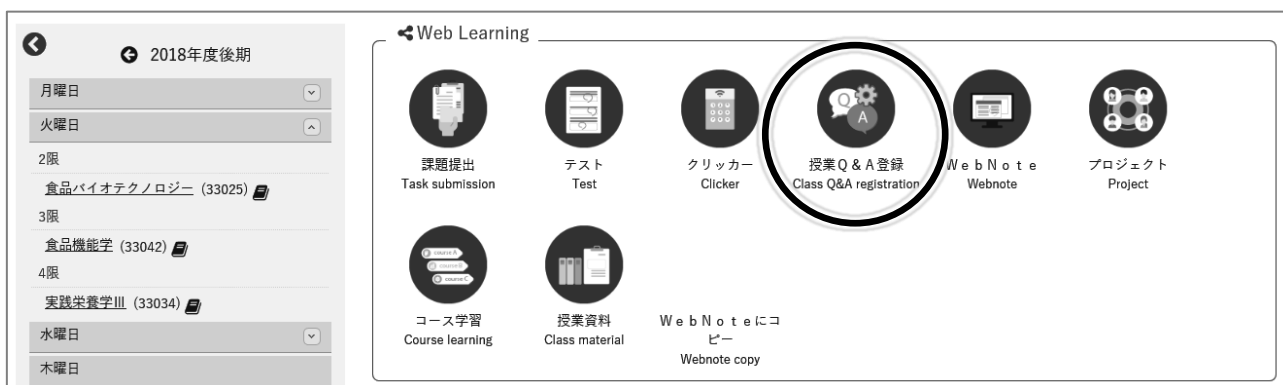 2018年度後期
月曜日
火曜日
2限
食品バイオテクノロジー (33025)
3限
食品機能学 (33042)
4限
実践栄養学III (33034)
水曜日
木曜日
Web Learning
課題提出
Task submission
テスト
Test
クリッカー
Clicker
Q
A
授業Q & A登録
Class Q&A registration
WebNote
Webnote
プロジェクト
Project
course A
course B
course C
コース学習
Course learning
授業資料
Class material
WebNoteにコ
ピー
Webnote copy